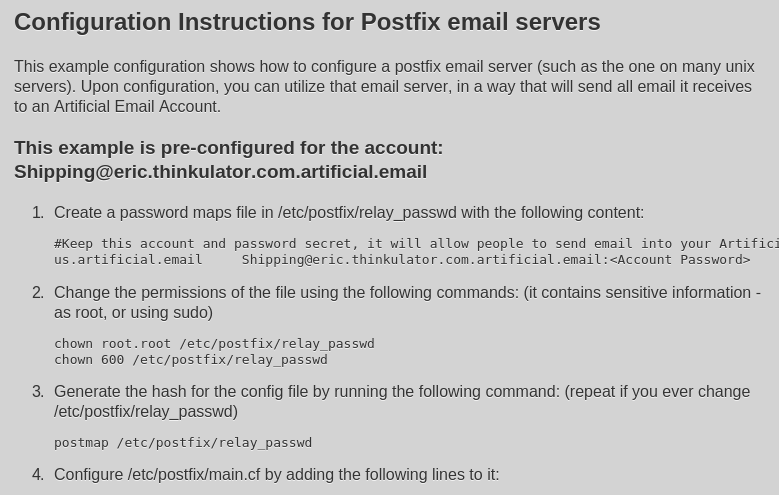 Configuration Instructions for Postfix email servers
This example configuration shows how to configure a postfix email server (such as the one on many unix
servers). Upon configuration, you can utilize that email server, in a way that will send all email it receives
to an Artificial Email Account.
This example is pre-configured for the account:
Shipping@eric.thinkulator.com.artificial.email
1. Create a password maps file in /etc/postfix/relay_passwd with the following content:
#Keep this account and password secret, it will allow people to send email into your Artifici
us.artificial.email     Shipping@eric.thinkulator.com.artificial.email:<Account Password>
2. Change the permissions of the file using the following commands: (it contains sensitive information -
as root, or using sudo)
chown root.root /etc/postfix/relay_passwd
chown 600 /etc/postfix/relay_passwd
3. Generate the hash for the config file by running the following command: (repeat if you ever change
/etc/postfix/relay_passwd)
postmap /etc/postfix/relay_passwd
4. Configure /etc/postfix/main.cf by adding the following lines to it: